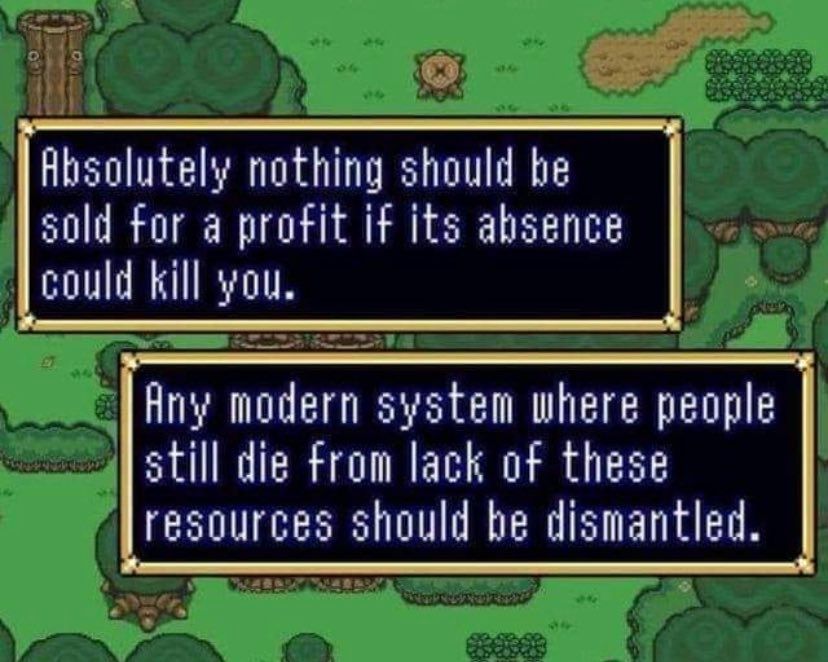 Absolutely nothing should be
sold for a profit if its absence
could kill you.
Any modern system where people
still die from lack of these
resources should be dismantled.